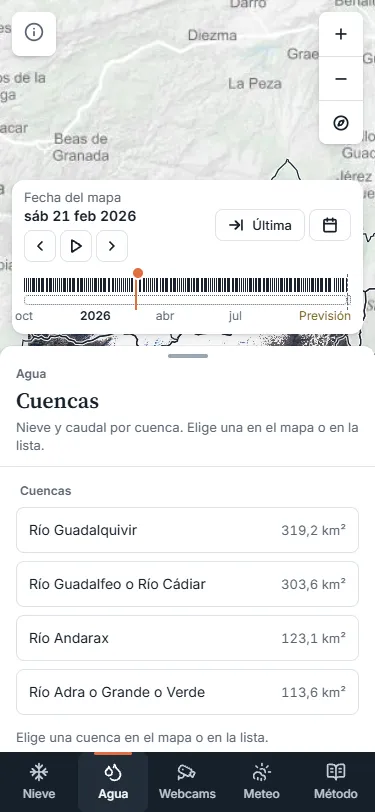 Darro
Diezma
Grae
La Peza
os de la
ga
acar
Beas de
Granada
Guad
Jérez
Fecha del mapa
sáb 21 feb 2026
Última
oct
2026
abr
jul
Previsión
Agua
Cuencas
Nieve y caudal por cuenca. Elige una en el mapa o en la
lista.
Cuencas
Río Guadalquivir 319,2 km²
Río Guadalfeo o Río Cádiar 303,6 km²
Río Andarax 123,1 km²
Río Adra o Grande o Verde 113,6 km²
Elige una cuenca en el mapa o en la lista.
Nieve
Agua
Webcams
Meteo
Método